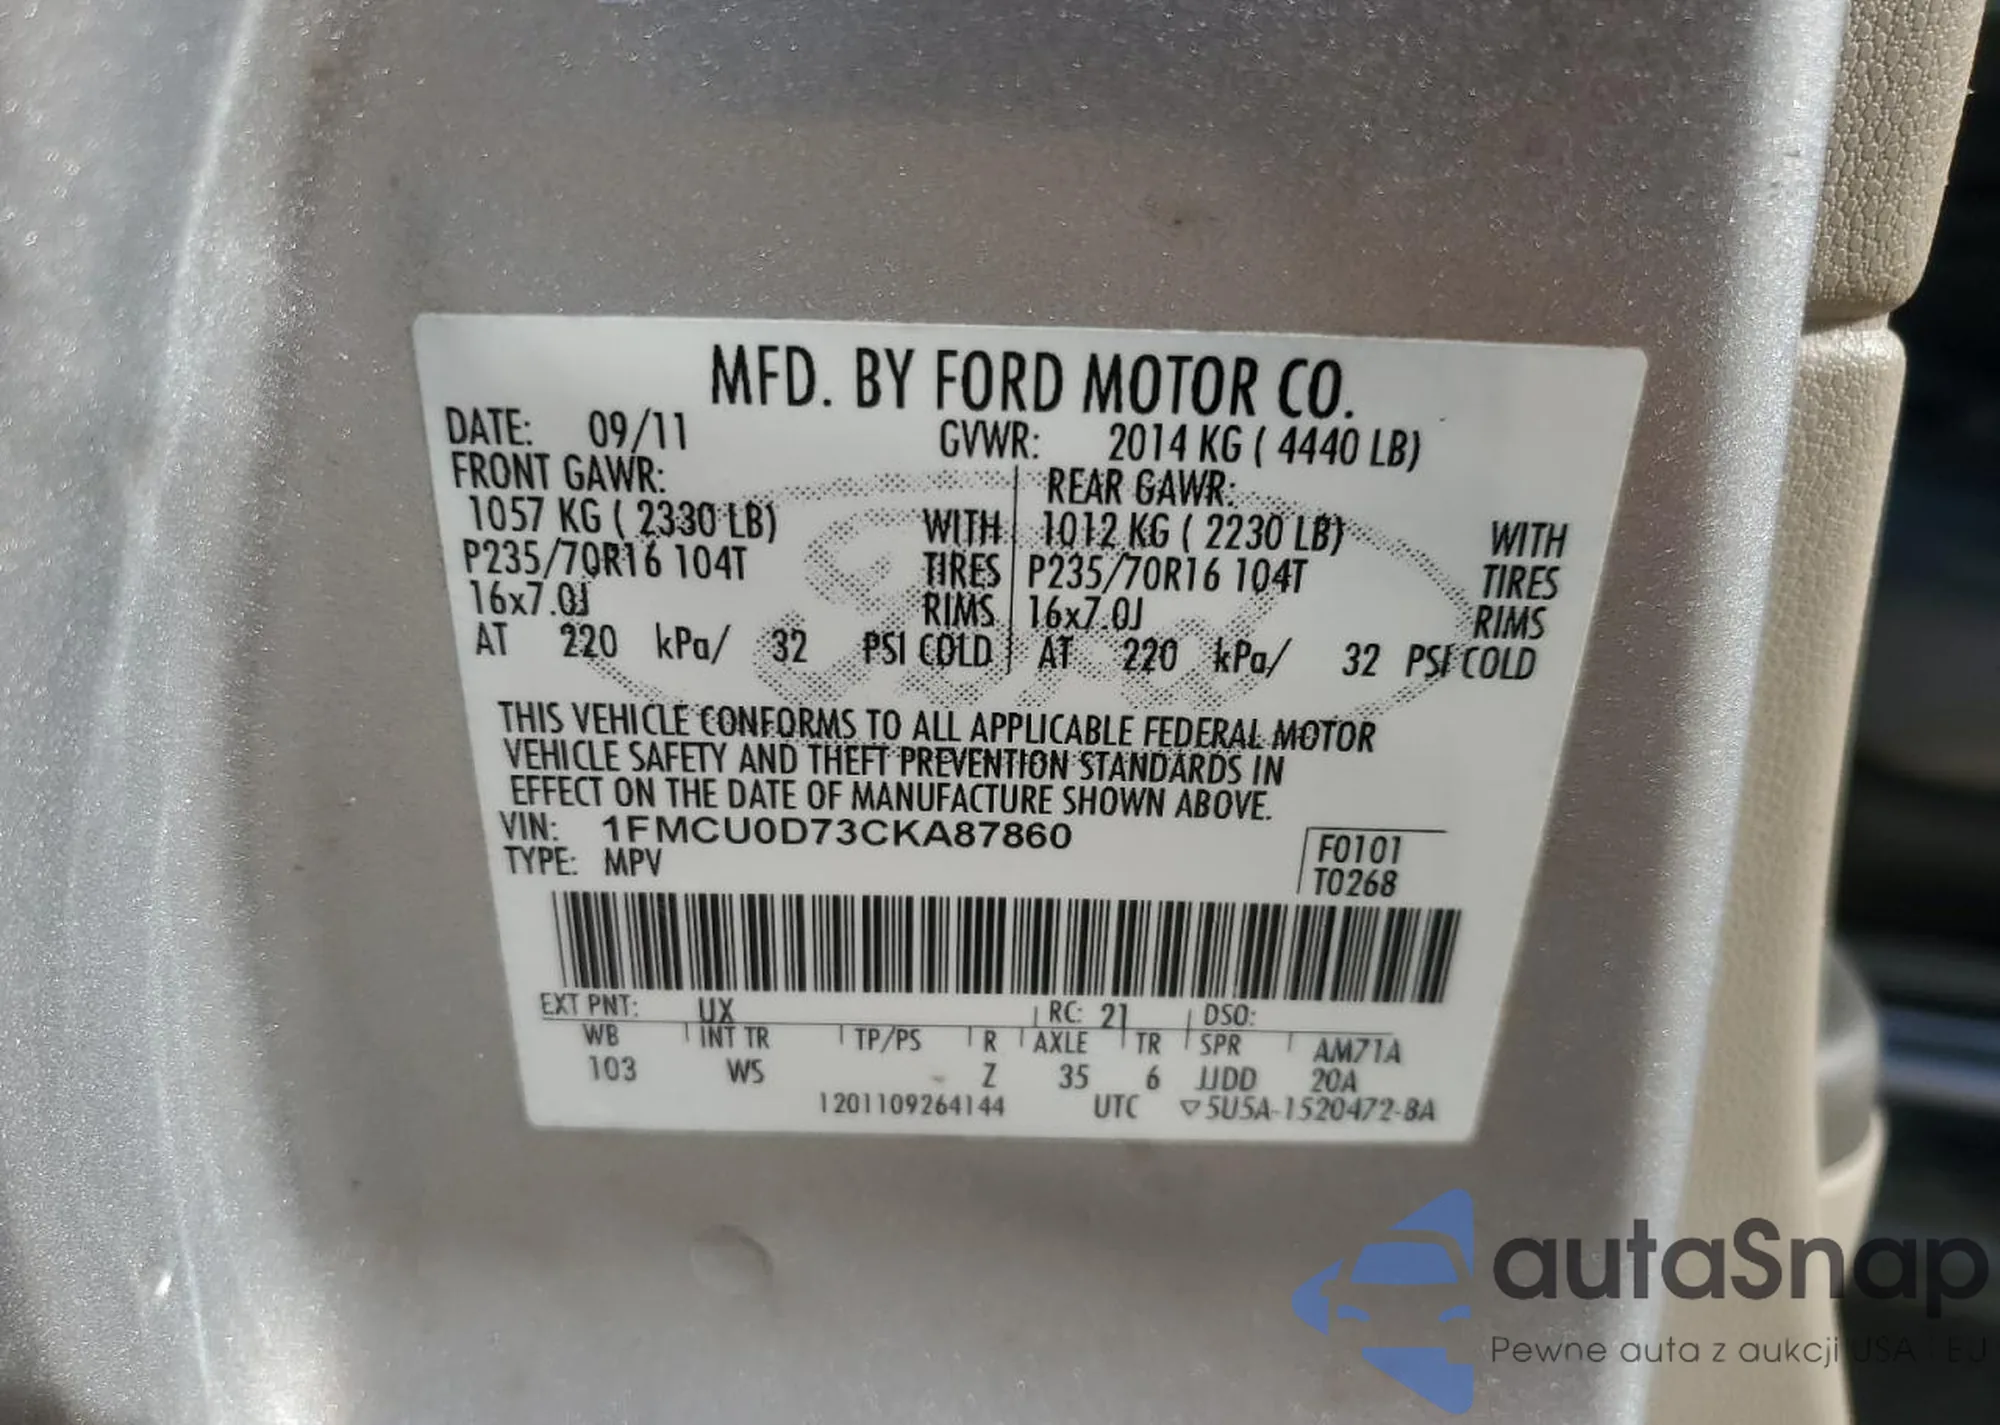 MFD. BY FORD MOTOR CO.
DATE: 09/11 GVWR: 2014 KG ( 4440 LB)
FRONT GAWR: REAR GAWR:
1057 KG ( 2330 LB) WITH 1012 KG ( 2230 LB) WITH
P235/70R16 104T TIRES P235/70R16 104T TIRES
16x7.0J RIMS 16x7.0J RIMS
AT 220 kPa/ 32 PSI COLD AT 220 kPa/ 32 PSI COLD
THIS VEHICLE CONFORMS TO ALL APPLICABLE FEDERAL MOTOR
VEHICLE SAFETY AND THEFT PREVENTION STANDARDS IN
EFFECT ON THE DATE OF MANUFACTURE SHOWN ABOVE.
VIN: 1FMCU0D73CKA87860
TYPE: MPV
F0101
T0268
EXT PNT: UX RC: 21 DSO:
WB INT TR TP/PS R AXLE TR SPR AM71A
103 WS Z 35 6 JJDD 20A
1201109264144 UTC ▽5U5A-1520472-BA
autaSnap
Pewne auta z aukcji USA i EU